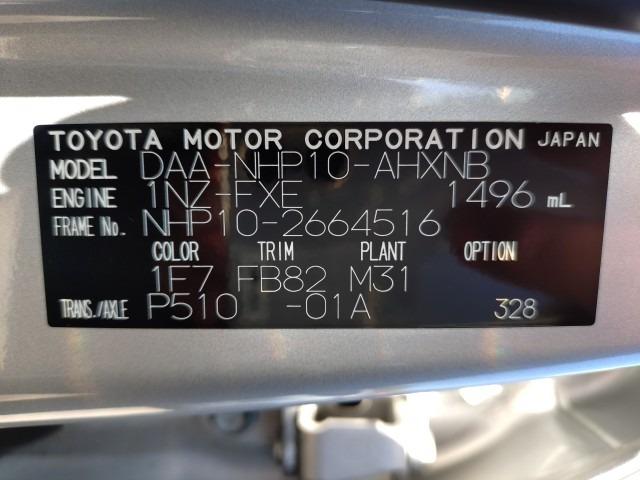 TOYOTA MOTOR CORPORATION JAPAN
MODEL DAA-NHP10-AHXNB
ENGINE 1NZ-FXE 1496 mL
FRAME No. NHP10-2664516
COLOR TRIM PLANT OPTION
1F7 FB82 M31
TRANS./AXLE P510 -01A 328